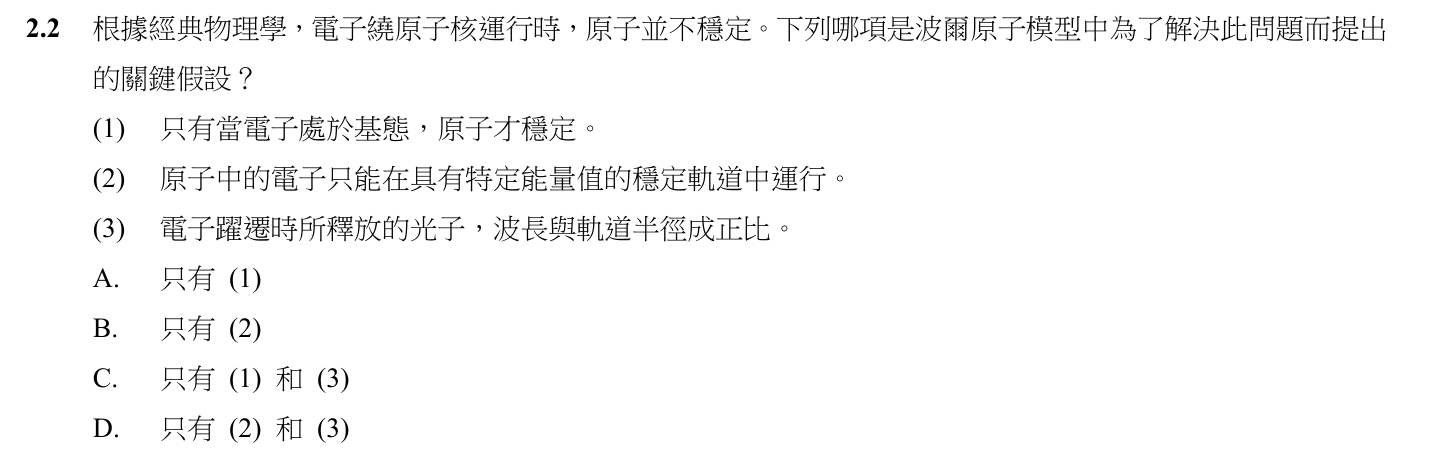 2.2 根據經典物理學，電子繞原子核運行時，原子並不穩定。下列哪項是波爾原子模型中為了解決此問題而提出
的關鍵假設？
(1) 只有當電子處於基態，原子才穩定。
(2) 原子中的電子只能在具有特定能量值的穩定軌道中運行。
(3) 電子躍遷時所釋放的光子，波長與軌道半徑成正比。
A. 只有 (1)
B. 只有 (2)
C. 只有 (1) 和 (3)
D. 只有 (2) 和 (3)